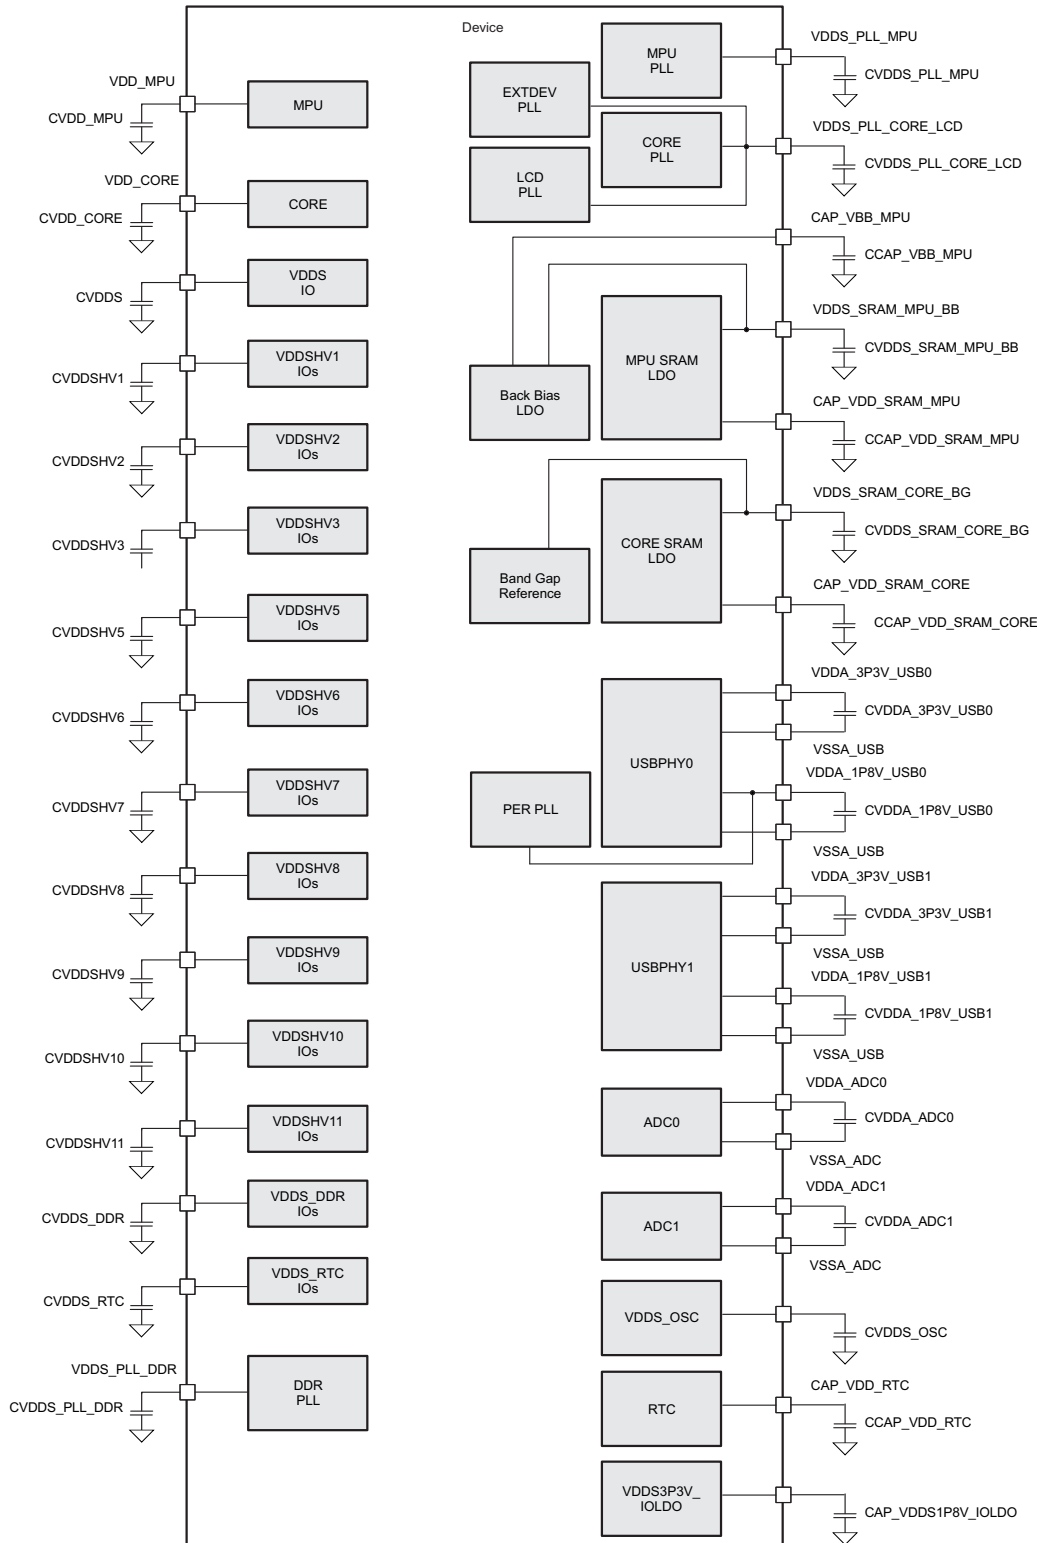 Device
VDD_MPU
CVDD_MPU
MPU
VDD_CORE
CVDD_CORE
CORE
CVDDS
VDDS
IO
CVDDSHV1
VDDSHV1
IOs
CVDDSHV2
VDDSHV2
IOs
CVDDSHV3
VDDSHV3
IOs
CVDDSHV5
VDDSHV5
IOs
CVDDSHV6
VDDSHV6
IOs
CVDDSHV7
VDDSHV7
IOs
CVDDSHV8
VDDSHV8
IOs
CVDDSHV9
VDDSHV9
IOs
CVDDSHV10
VDDSHV10
IOs
CVDDSHV11
VDDSHV11
IOs
CVDDS_DDR
VDDS_DDR
IOs
CVDDS_RTC
VDDS_RTC
IOs
VDDS_PLL_DDR
CVDDS_PLL_DDR
DDR
PLL
MPU
PLL
VDDS_PLL_MPU
CVDDS_PLL_MPU
EXTDEV
PLL
CORE
PLL
LCD
PLL
VDDS_PLL_CORE_LCD
CVDDS_PLL_CORE_LCD
CAP_VBB_MPU
CCAP_VBB_MPU
Back Bias
LDO
MPU SRAM
LDO
VDDS_SRAM_MPU_BB
CVDDS_SRAM_MPU_BB
CAP_VDD_SRAM_MPU
CCAP_VDD_SRAM_MPU
Band Gap
Reference
CORE SRAM
LDO
VDDS_SRAM_CORE_BG
CVDDS_SRAM_CORE_BG
CAP_VDD_SRAM_CORE
CCAP_VDD_SRAM_CORE
PER PLL
USBPHY0
VDDA_3P3V_USB0
CVDDA_3P3V_USB0
VSSA_USB
VDDA_1P8V_USB0
CVDDA_1P8V_USB0
VSSA_USB
USBPHY1
VDDA_3P3V_USB1
CVDDA_3P3V_USB1
VSSA_USB
VDDA_1P8V_USB1
CVDDA_1P8V_USB1
VSSA_USB
ADC0
VDDA_ADC0
CVDDA_ADC0
VSSA_ADC
ADC1
VDDA_ADC1
CVDDA_ADC1
VSSA_ADC
VDDS_OSC
CVDDS_OSC
RTC
CAP_VDD_RTC
CCAP_VDD_RTC
VDDS3P3V_
IOLDO
CAP_VDDS1P8V_IOLDO